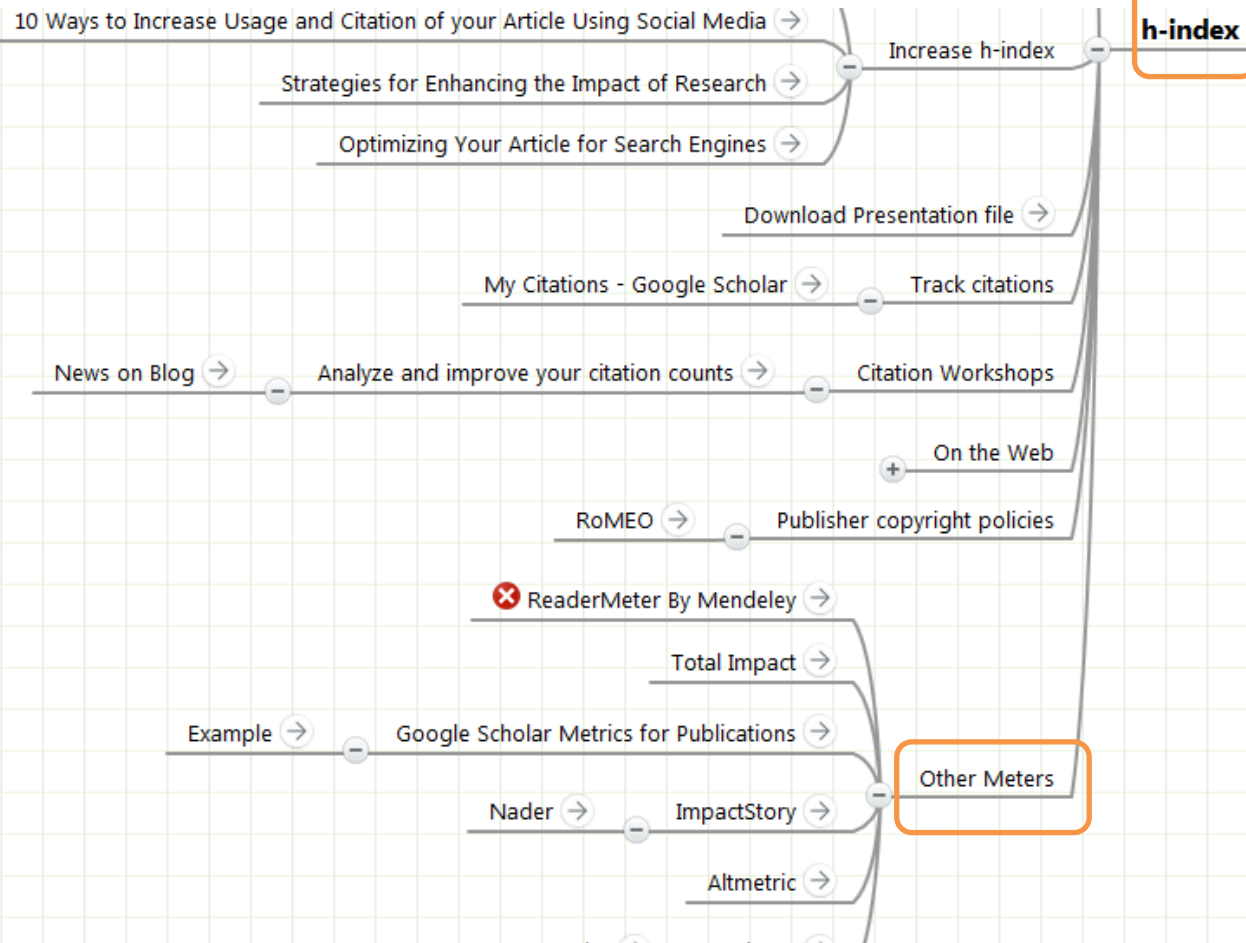 10 Ways to Increase Usage and Citation of your Article Using Social Media
Strategies for Enhancing the Impact of Research
Optimizing Your Article for Search Engines
Increase h-index
h-index
Download Presentation file
My Citations - Google Scholar
Track citations
News on Blog
Analyze and improve your citation counts
Citation Workshops
On the Web
RoMEO
Publisher copyright policies
ReaderMeter By Mendeley
Total Impact
Example
Google Scholar Metrics for Publications
Other Meters
Nader
ImpactStory
Altmetric